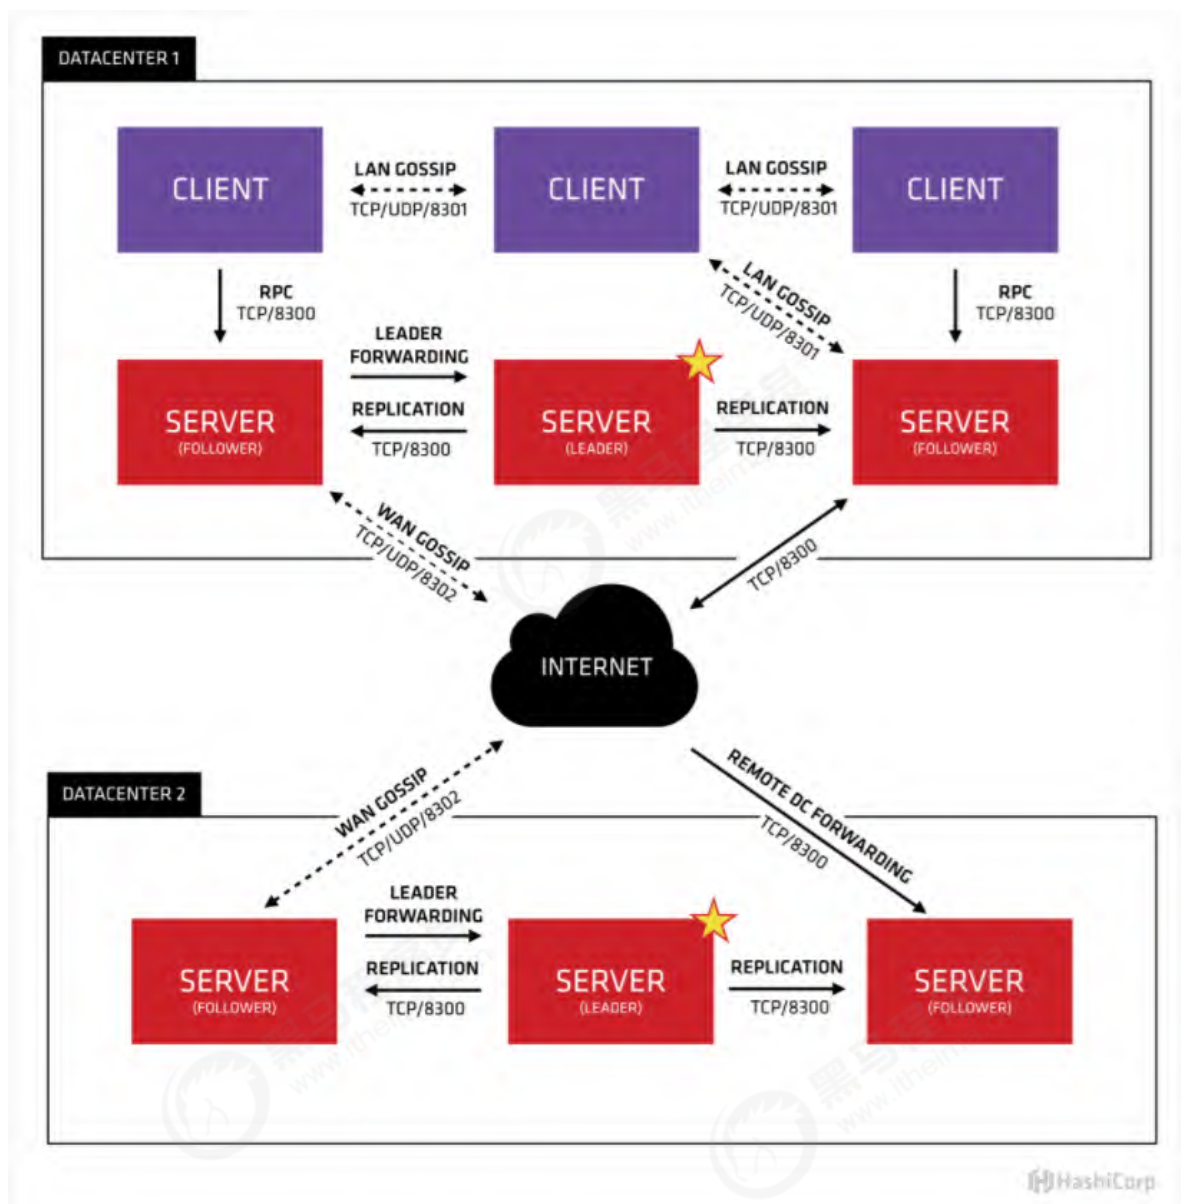 DATACENTER 1
CLIENT
LAN GOSSIP
TCP/UDP/8301
CLIENT
LAN GOSSIP
TCP/UDP/8301
CLIENT
RPC
TCP/8300
LAN GOSSIP
TCP/UDP/8301
RPC
TCP/8300
LEADER
FORWARDING
SERVER
(FOLLOWER)
REPLICATION
TCP/8300
SERVER
(LEADER)
REPLICATION
TCP/8300
SERVER
(FOLLOWER)
WAN GOSSIP
TCP/UDP/8302
TCP/8300
INTERNET
DATACENTER 2
WAN GOSSIP
TCP/UDP/8302
REMOTE DC FORWARDING
TCP/8300
LEADER
FORWARDING
SERVER
(FOLLOWER)
REPLICATION
TCP/8300
SERVER
(LEADER)
REPLICATION
TCP/8300
SERVER
(FOLLOWER)
HashiCorp